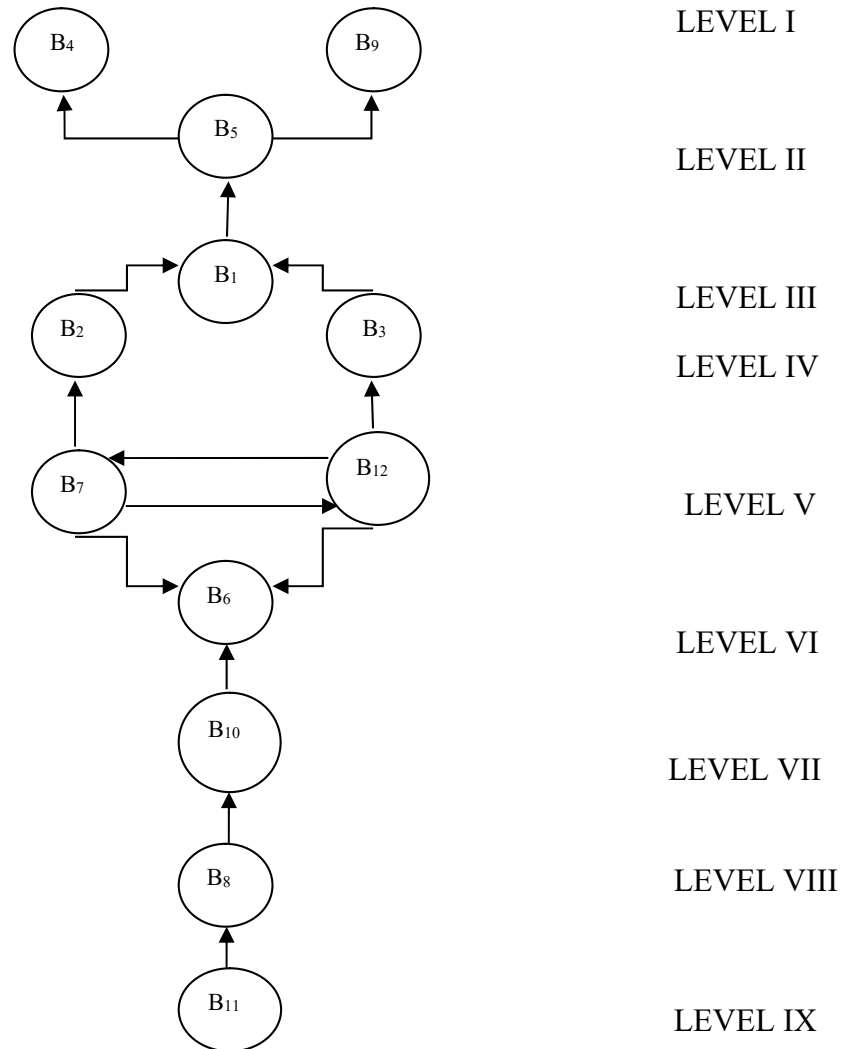 B4 B9 LEVEL I
B5
LEVEL II
B1
LEVEL III
B2 B3
LEVEL IV
B7 B12
LEVEL V
B6
LEVEL VI
B10
LEVEL VII
B8 LEVEL VIII
B11 LEVEL IX